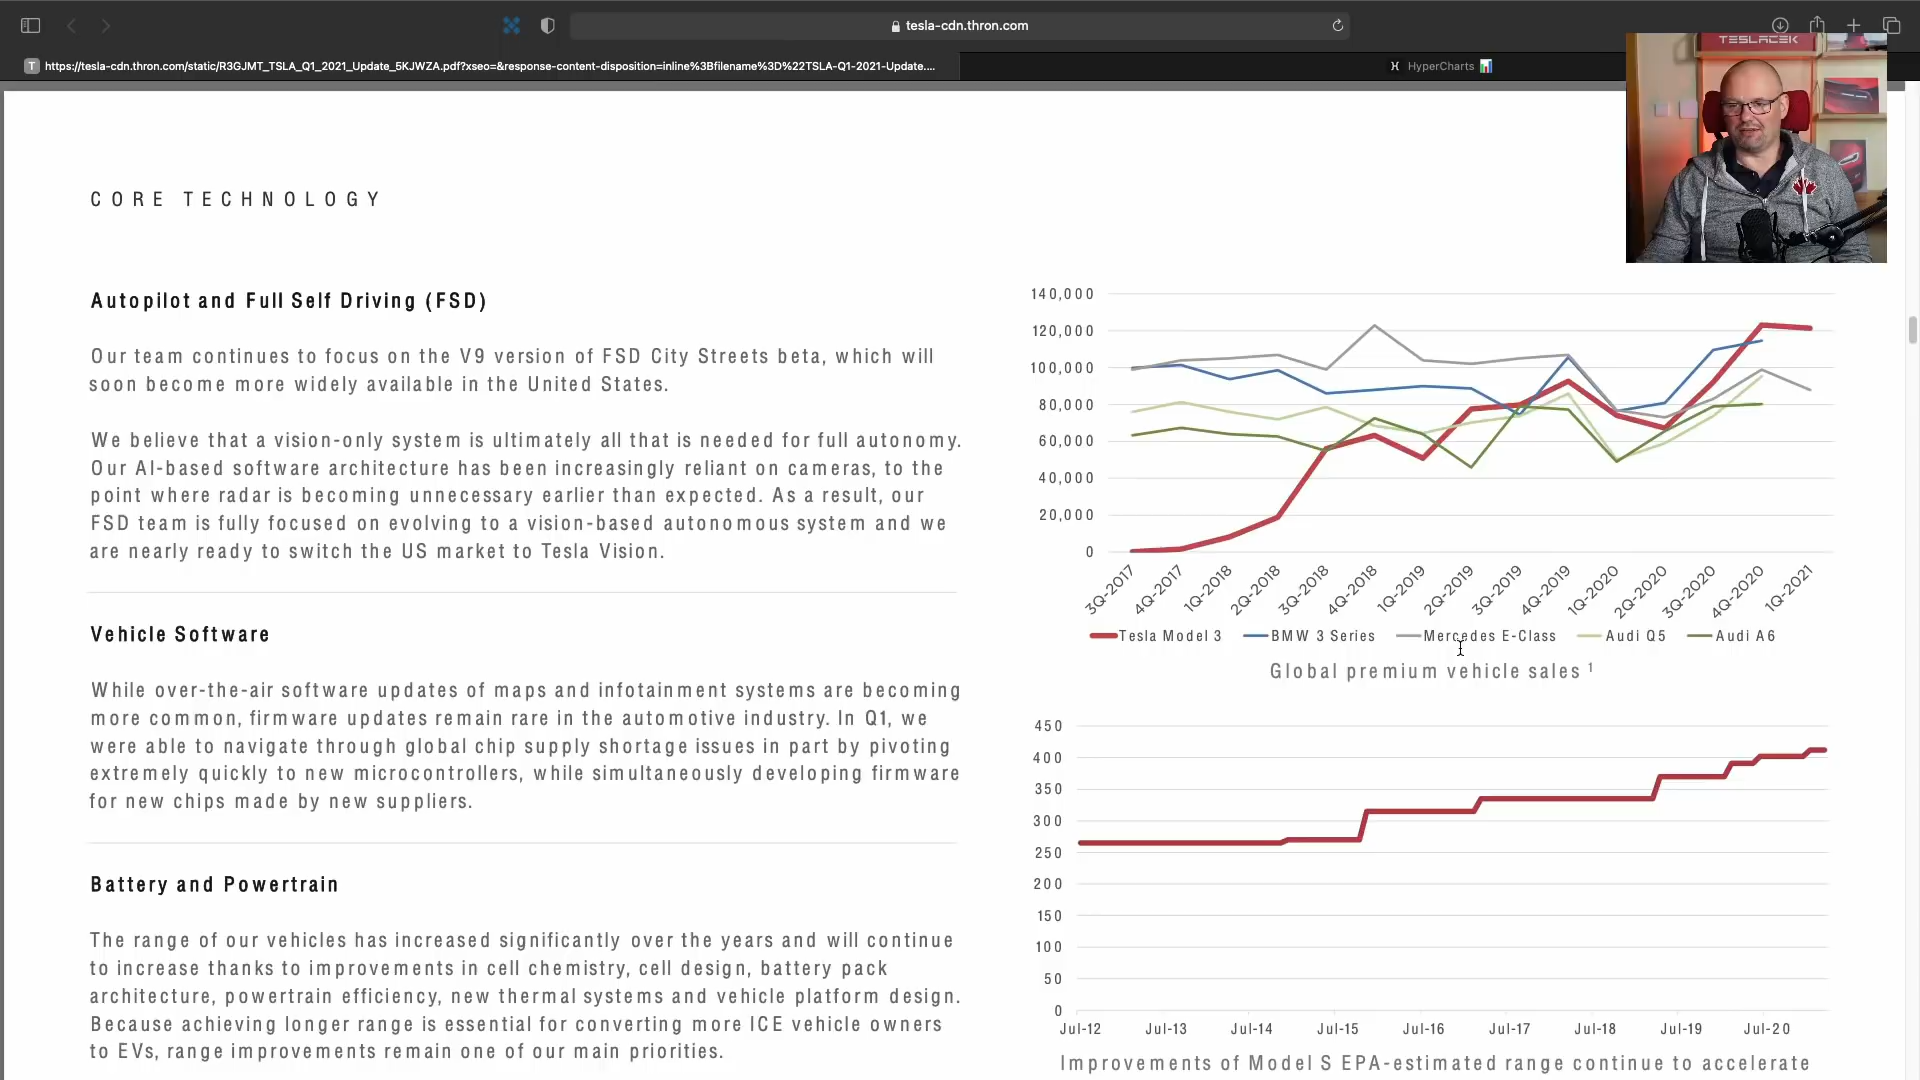 tesla-cdn.thron.com
T https://tesla-cdn.thron.com/static/R3GJMT_TSLA_Q1_2021_Update_5KJWZA.pdf?xseo=&response-content-disposition=inline%3Bfilename%3D%22TSLA-Q1-2021-Update....
H HyperCharts 📊
TESLACEK
CORE TECHNOLOGY
Autopilot and Full Self Driving (FSD)
Our team continues to focus on the V9 version of FSD City Streets beta, which will
soon become more widely available in the United States.
We believe that a vision-only system is ultimately all that is needed for full autonomy.
Our AI-based software architecture has been increasingly reliant on cameras, to the
point where radar is becoming unnecessary earlier than expected. As a result, our
FSD team is fully focused on evolving to a vision-based autonomous system and we
are nearly ready to switch the US market to Tesla Vision.
Vehicle Software
While over-the-air software updates of maps and infotainment systems are becoming
more common, firmware updates remain rare in the automotive industry. In Q1, we
were able to navigate through global chip supply shortage issues in part by pivoting
extremely quickly to new microcontrollers, while simultaneously developing firmware
for new chips made by new suppliers.
Battery and Powertrain
The range of our vehicles has increased significantly over the years and will continue
to increase thanks to improvements in cell chemistry, cell design, battery pack
architecture, powertrain efficiency, new thermal systems and vehicle platform design.
Because achieving longer range is essential for converting more ICE vehicle owners
to EVs, range improvements remain one of our main priorities.
140,000
120,000
100,000
80,000
60,000
40,000
20,000
0
3Q-2017 4Q-2017 1Q-2018 2Q-2018 3Q-2018 4Q-2018 1Q-2019 2Q-2019 3Q-2019 4Q-2019 1Q-2020 2Q-2020 3Q-2020 4Q-2020 1Q-2021
Tesla Model 3 BMW 3 Series Mercedes E-Class Audi Q5 Audi A6
Global premium vehicle sales 1
450
400
350
300
250
200
150
100
50
0
Jul-12 Jul-13 Jul-14 Jul-15 Jul-16 Jul-17 Jul-18 Jul-19 Jul-20
Improvements of Model S EPA-estimated range continue to accelerate